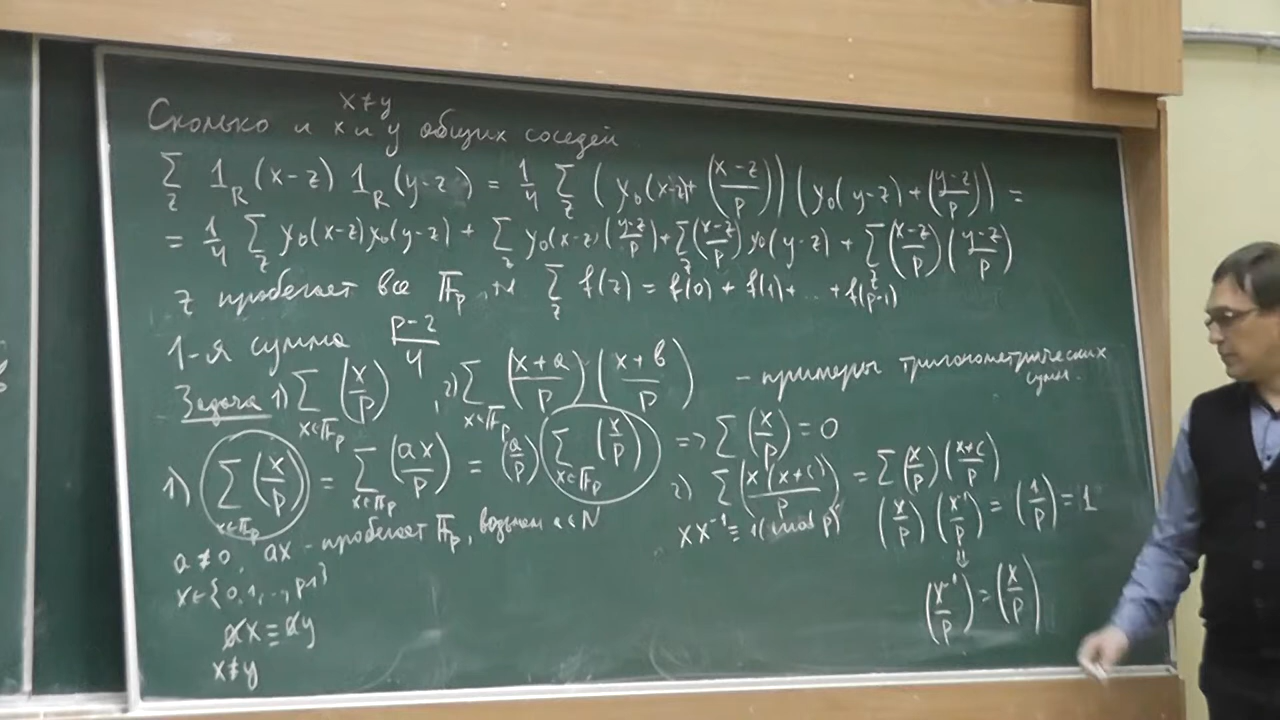 x ≠ y
Сколько и x и y общих соседей
∑_z 1_R(x-z) 1_R(y-z) = 1/4 ∑_z (χ₀(x-z) + ((x-z)/p)) (χ₀(y-z) + ((y-z)/p)) =
= 1/4 ∑_z χ₀(x-z) χ₀(y-z) + ∑_z χ₀(x-z) ((y-z)/p) + ∑_z ((x-z)/p) χ₀(y-z) + ∑_z ((x-z)/p) ((y-z)/p)
z пробегает все 𝔽_p, ∑_z f(z) = f(0) + f(1) + ... + f(p-1)
1-я сумма (p-2)/4
Задача 1) ∑_{x∈𝔽_p} (x/p), 2) ∑_{x∈𝔽_p} ((x+a)/p) · ((x+b)/p) - примеры тригонометрических сумм.
1) ∑_{x∈𝔽_p} (x/p) = ∑_{x∈𝔽_p} (ax/p) = (a/p) ∑_{x∈𝔽_p} (x/p) => ∑ (x/p) = 0
a ≠ 0, ax - пробегает 𝔽_p, возьмем a ∈ N
x ∈ {0, 1, .., p-1}
ax ≡ ay
x ≠ y
2) ∑ (x(x+c)/p) = ∑ (x/p) ((x+c)/p)
x x⁻¹ ≡ 1 (mod p) (x/p) (x⁻¹/p) = (1/p) = 1
⇓
(x⁻¹/p) = (x/p)